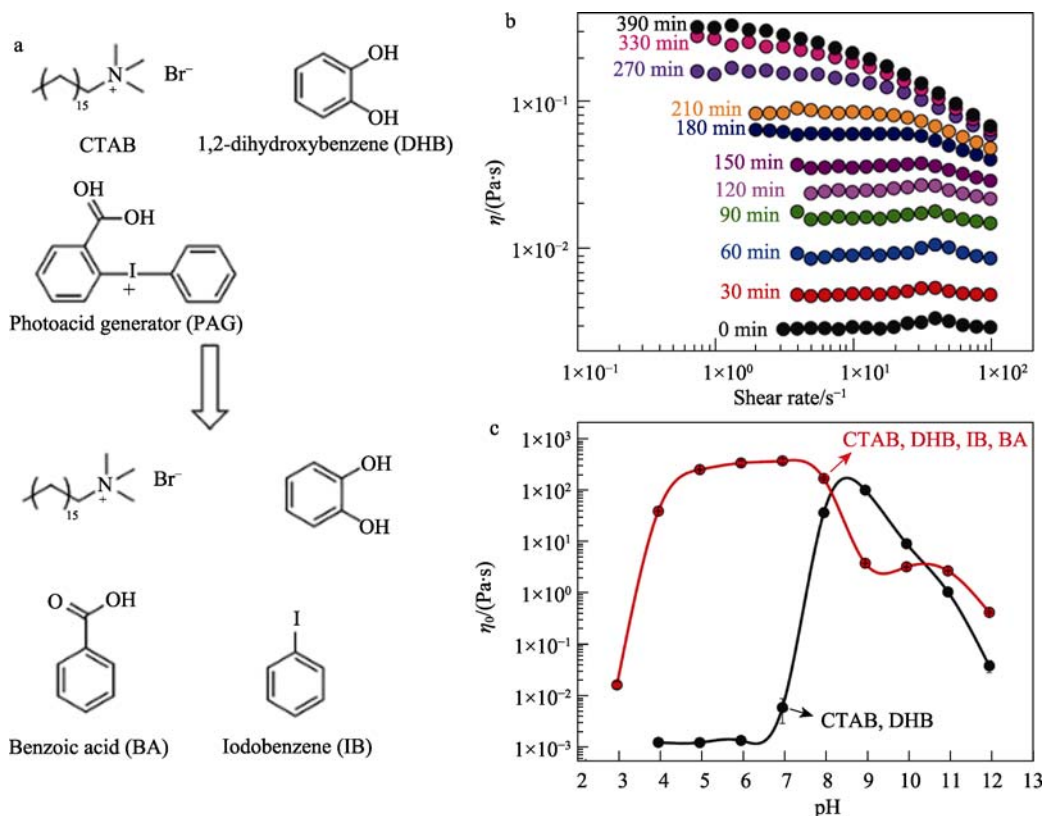 a
N
+
15
Br⁻
CTAB
OH
OH
1,2-dihydroxybenzene (DHB)
OH
OH
I
+
Photoacid generator (PAG)
N
+
15
Br⁻
OH
OH
O
OH
Benzoic acid (BA)
I
Iodobenzene (IB)
b
390 min
330 min
270 min
210 min
180 min
150 min
120 min
90 min
60 min
30 min
0 min
1×10⁻¹
1×10⁻²
η/(Pa·s)
1×10⁻¹ 1×10⁰ 1×10¹ 1×10²
Shear rate/s⁻¹
c
CTAB, DHB, IB, BA
CTAB, DHB
1×10³
1×10²
1×10¹
1×10⁰
1×10⁻¹
1×10⁻²
1×10⁻³
η₀/(Pa·s)
2 3 4 5 6 7 8 9 10 11 12 13
pH